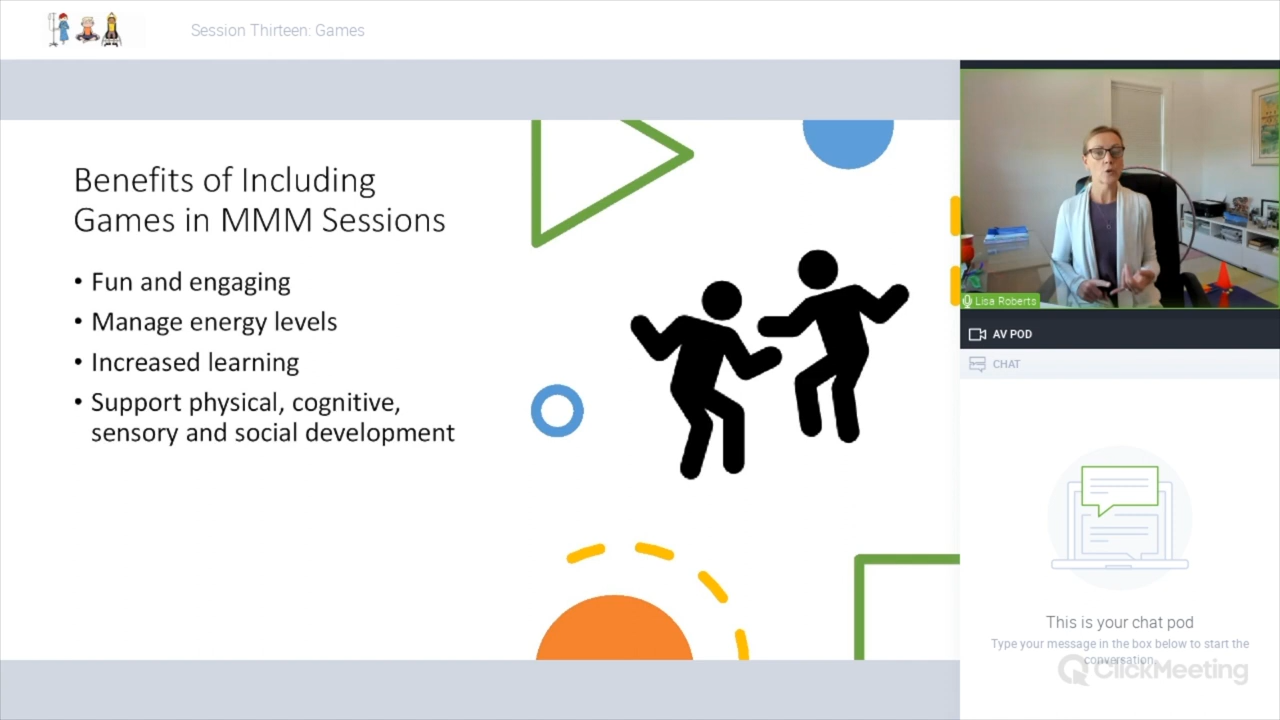 Session Thirteen: Games
Benefits of Including
Games in MMM Sessions
• Fun and engaging
• Manage energy levels
• Increased learning
• Support physical, cognitive,
sensory and social development
Lisa Roberts
AV POD
CHAT
This is your chat pod
Type your message in the box below to start the
conversation.
ClickMeeting